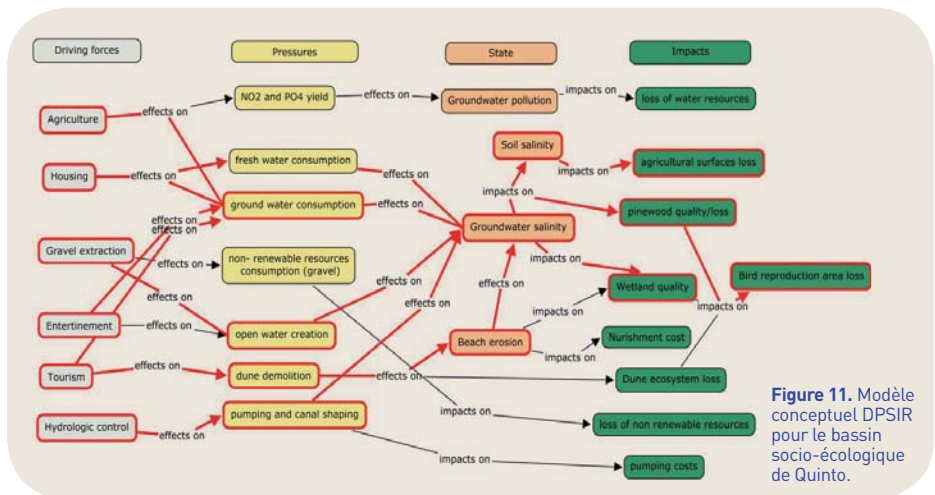 Driving forces
Pressures
State
Impacts
NO2 and PO4 yield
effects on
Groundwater pollution
impacts on
loss of water resources
effects on
Agriculture
Soil salinity
fresh water consumption
impacts on
agricultural surfaces loss
Housing
effects on
impacts on
ground water consumption
effects on
pinewood quality/loss
effects on
effects on
Groundwater salinity
Gravel extraction
effects on
non- renewable resources
consumption (gravel)
impacts on
Bird reproduction area loss
effects on
effects on
Wetland quality
effects on
impacts on
Entertinement
effects on
open water creation
impacts on
Nurishment cost
Beach erosion
impacts on
Tourism
effects on
dune demolition
effects on
Dune ecosystem loss
pumping and canal shaping
impacts on
loss of non renewable resources
Hydrologic control
effects on
impacts on
pumping costs
Figure 11. Modèle
conceptuel DPSIR
pour le bassin
socio-écologique
de Quinto.